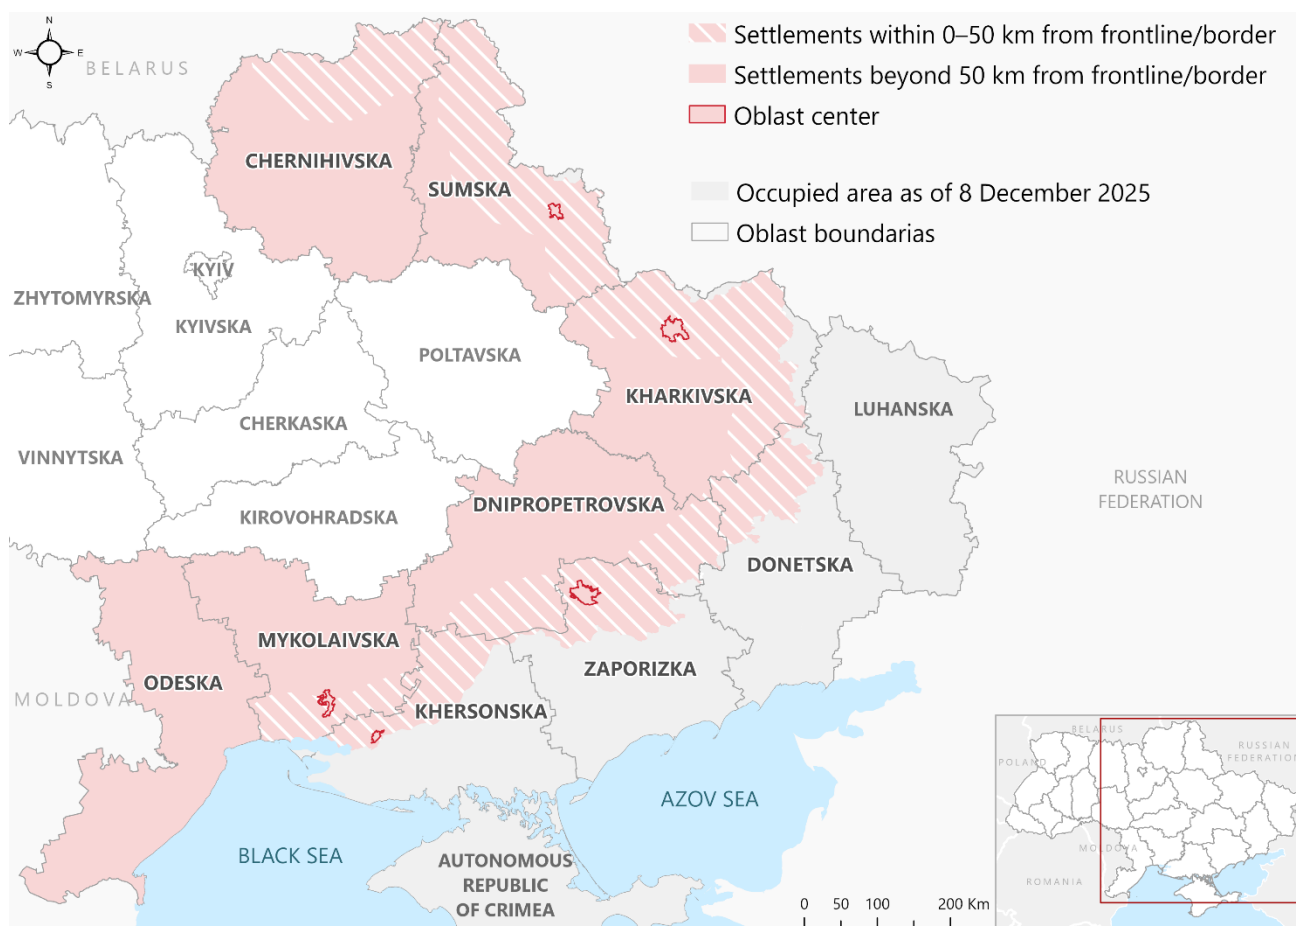 N
W
E
S
BELARUS
Settlements within 0–50 km from frontline/border
Settlements beyond 50 km from frontline/border
Oblast center
Occupied area as of 8 December 2025
Oblast boundarias
CHERNIHIVSKA
SUMSKA
KYIV
ZHYTOMYRSKA
KYIVSKA
POLTAVSKA
KHARKIVSKA
LUHANSKA
CHERKASKA
VINNYTSKA
RUSSIAN
FEDERATION
DNIPROPETROVSKA
KIROVOHRADSKA
DONETSKA
MYKOLAIVSKA
ZAPORIZKA
ODESKA
MOLDOVA
KHERSONSKA
AZOV SEA
BLACK SEA
AUTONOMOUS
REPUBLIC
OF CRIMEA
0 50 100 200 Km
BELARUS
POLAND
RUSSIAN
FEDERATION
MOLDOVA
ROMANIA